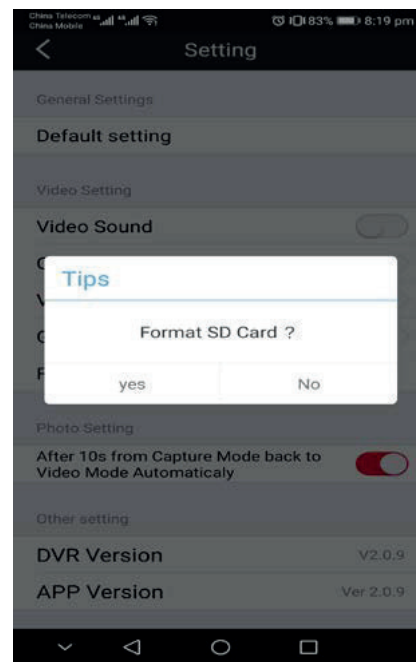 China Telecom 4G 4G
China Mobile
83% 8:19 pm
Setting
General Settings
Default setting
Video Setting
Video Sound
C
Tips
V
Format SD Card ?
C
F
yes No
Photo Setting
After 10s from Capture Mode back to
Video Mode Automaticaly
Other setting
DVR Version V2.0.9
APP Version Ver 2.0.9